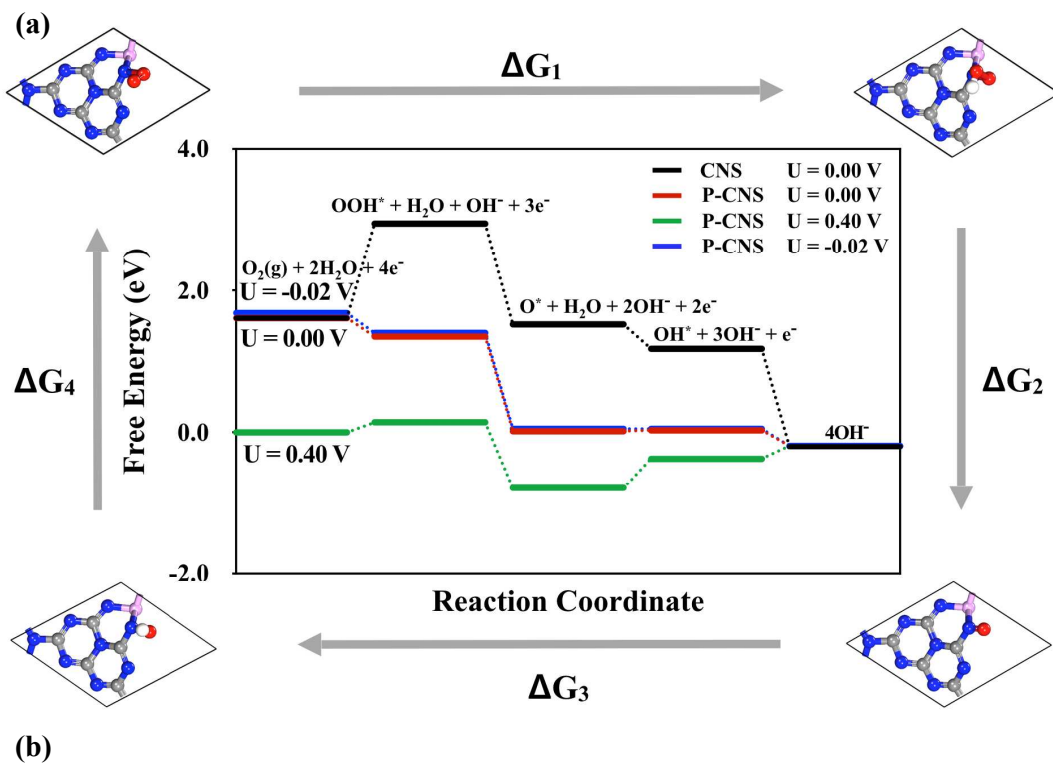 (a)
ΔG₁
4.0
CNS U = 0.00 V
P-CNS U = 0.00 V
P-CNS U = 0.40 V
P-CNS U = -0.02 V
OOH* + H₂O + OH⁻ + 3e⁻
O₂(g) + 2H₂O + 4e⁻
U = -0.02 V
2.0
O* + H₂O + 2OH⁻ + 2e⁻
U = 0.00 V
OH* + 3OH⁻ + e⁻
ΔG₄
Free Energy (eV)
ΔG₂
0.0
4OH⁻
U = 0.40 V
-2.0
Reaction Coordinate
ΔG₃
(b)